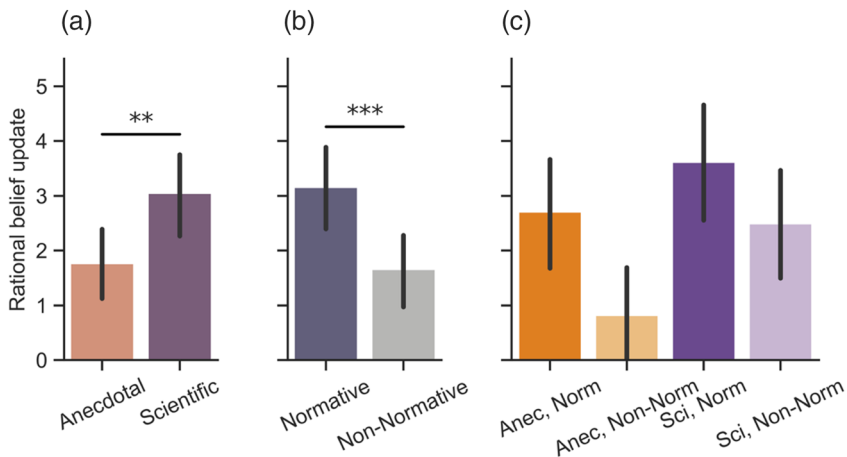 (a)
(b)
(c)
Rational belief update
5
4
3
2
1
0
**
***
Anecdotal
Scientific
Normative
Non-Normative
Anec, Norm
Anec, Non-Norm
Sci, Norm
Sci, Non-Norm